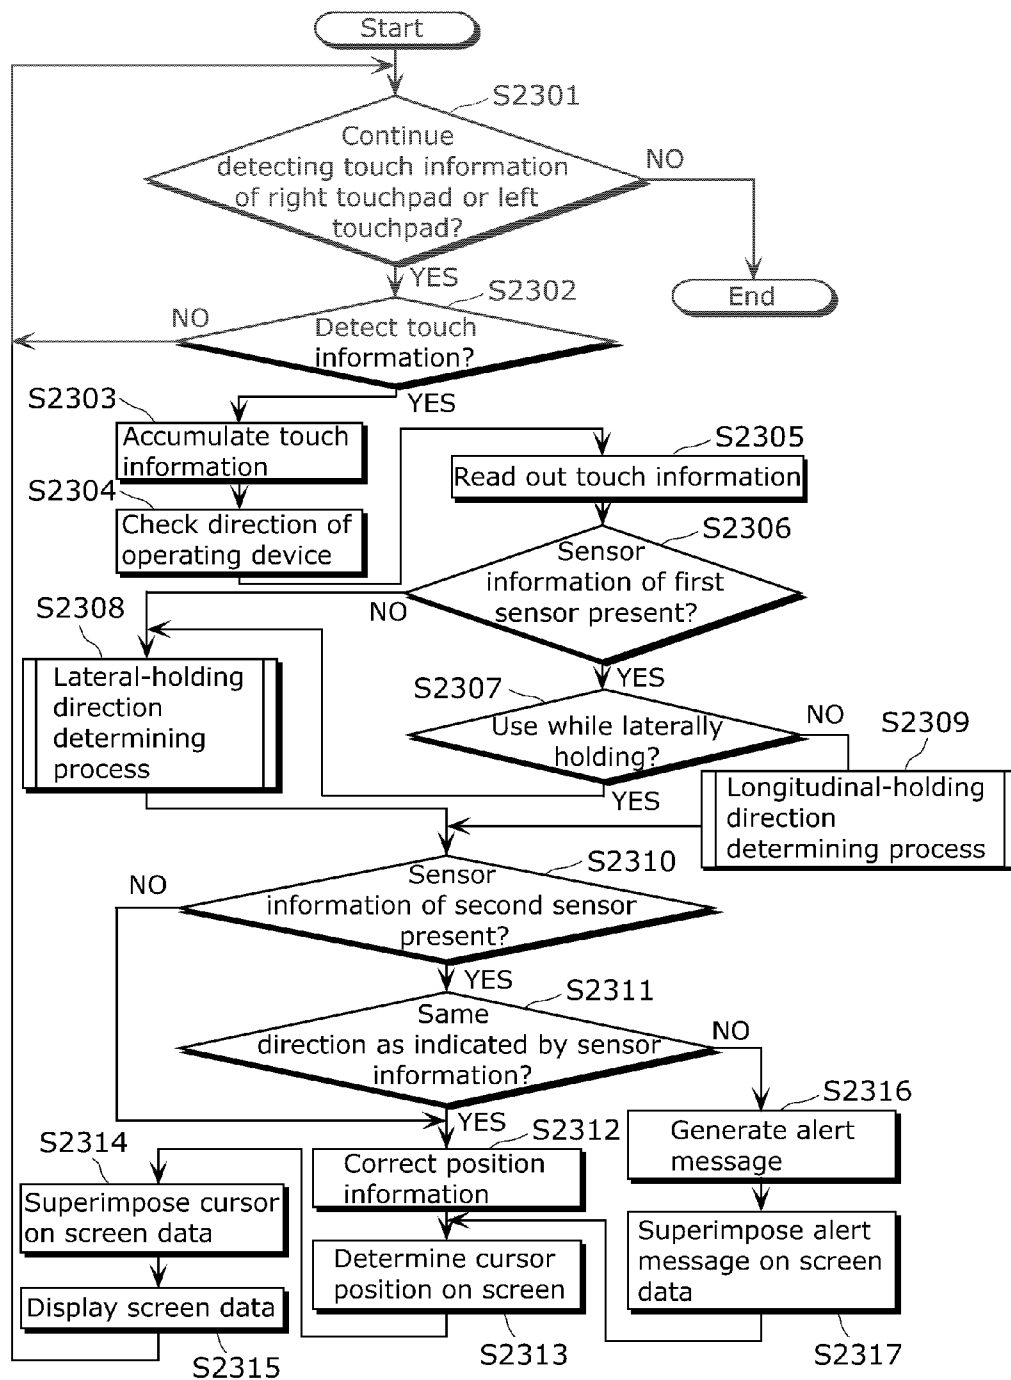 Start
S2301
Continue
detecting touch information
of right touchpad or left
touchpad?
NO
YES
End
S2302
NO
Detect touch
information?
YES
S2303
Accumulate touch
information
S2304
Check direction of
operating device
S2305
Read out touch information
S2306
Sensor
information of first
sensor present?
NO
YES
S2308
Lateral-holding
direction
determining
process
S2307
Use while laterally
holding?
NO
YES
S2309
Longitudinal-holding
direction
determining process
S2310
Sensor
information of second sensor
present?
NO
YES
S2311
Same
direction as indicated by sensor
information?
NO
YES
S2312
Correct position
information
S2316
Generate alert
message
S2314
Superimpose cursor
on screen data
Determine cursor
position on screen
S2313
Superimpose alert
message on screen
data
S2317
Display screen data
S2315